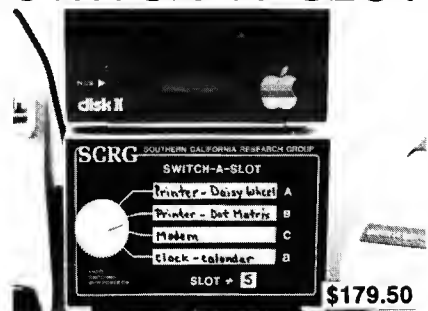 disk II
SCRG SOUTHERN CALIFORNIA RESEARCH GROUP
SWITCH-A-SLOT
Printer - Daisy Wheel A
Printer - Dot Matrix B
Modem C
clock - calendar D
SLOT # 5
$179.50